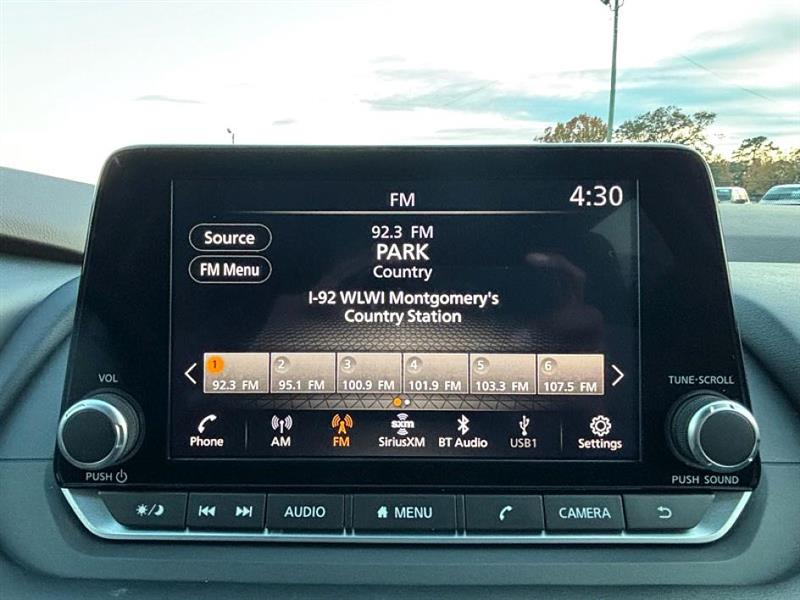 FM
4:30
Source
FM Menu
92.3 FM
PARK
Country
I-92 WLWI Montgomery's
Country Station
1 2 3 4 5 6
92.3 FM 95.1 FM 100.9 FM 101.9 FM 103.3 FM 107.5 FM
Phone AM FM sxm SiriusXM BT Audio USB1 Settings
VOL
PUSH
TUNE·SCROLL
PUSH SOUND
AUDIO MENU CAMERA